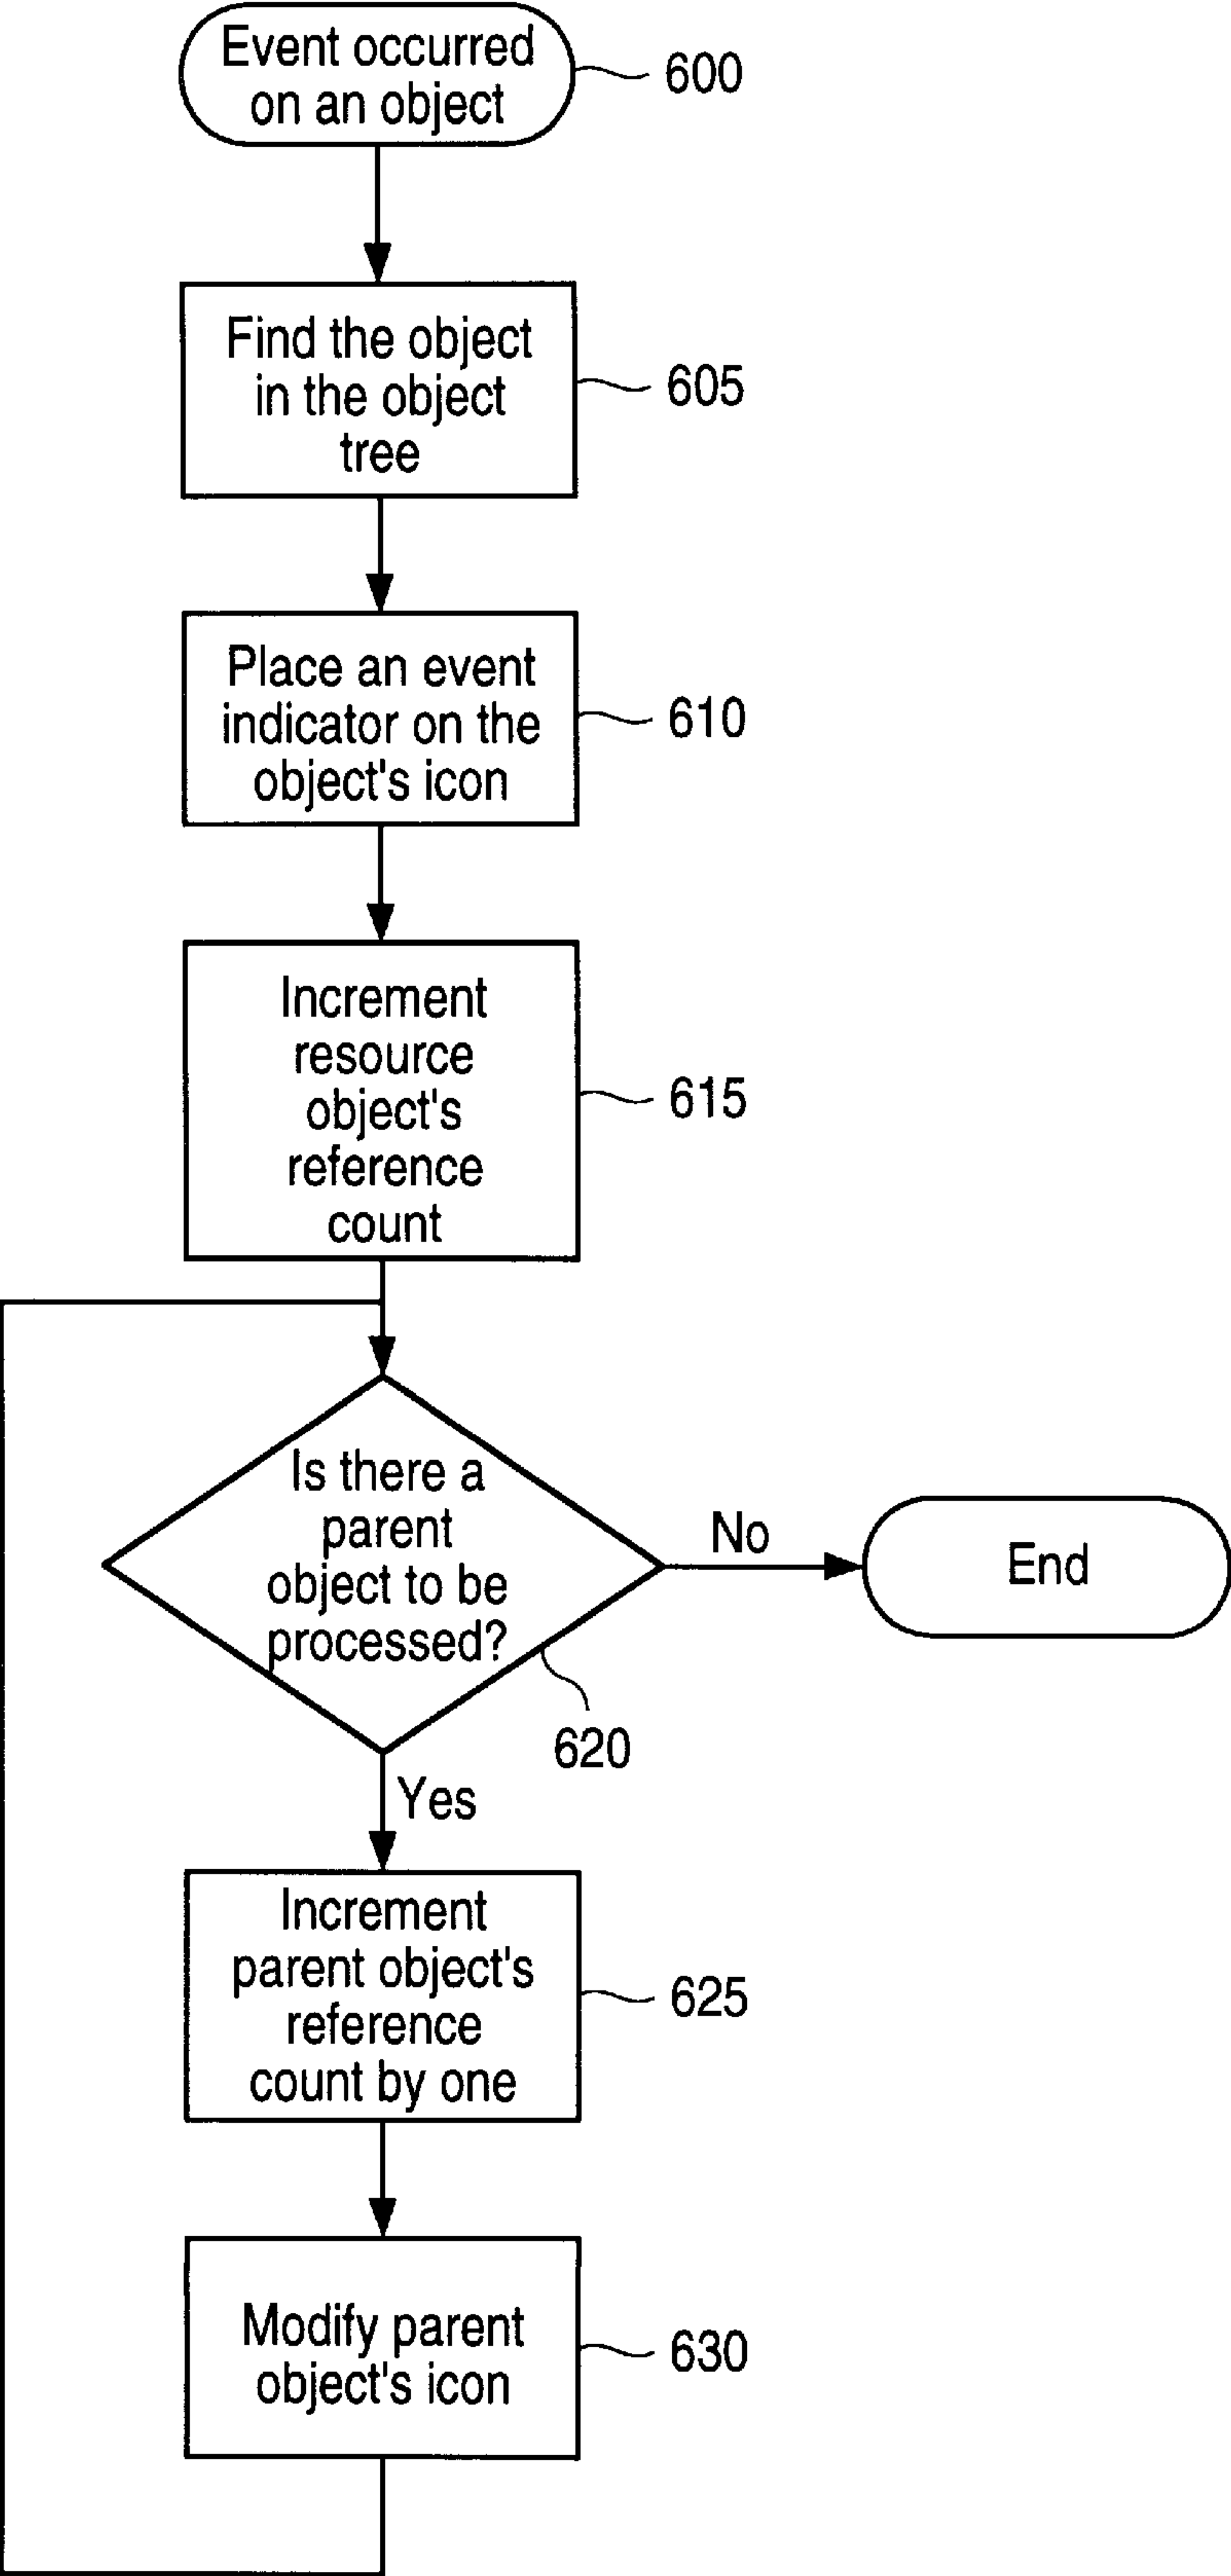 Event occurred
on an object
600
Find the object
in the object
tree
605
Place an event
indicator on the
object's icon
610
Increment
resource
object's
reference
count
615
Is there a
parent
object to be
processed?
620
No
End
Yes
Increment
parent object's
reference
count by one
625
Modify parent
object's icon
630